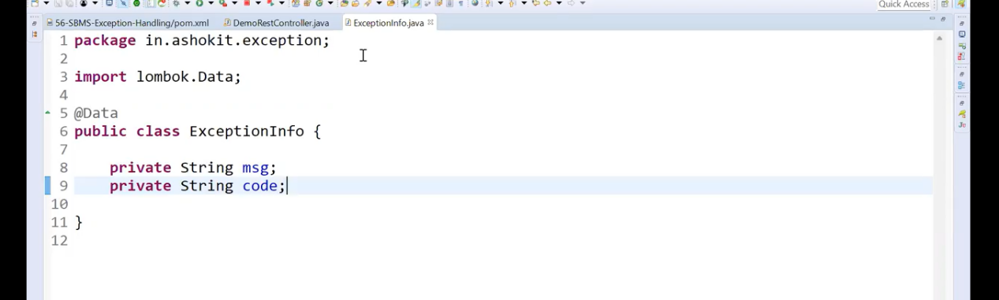 Quick Access
56-SBMS-Exception-Handling/pom.xml DemoRestController.java ExceptionInfo.java
1 package in.ashokit.exception;
2
3 import lombok.Data;
4
5 @Data
6 public class ExceptionInfo {
7
8 private String msg;
9 private String code;
10
11 }
12